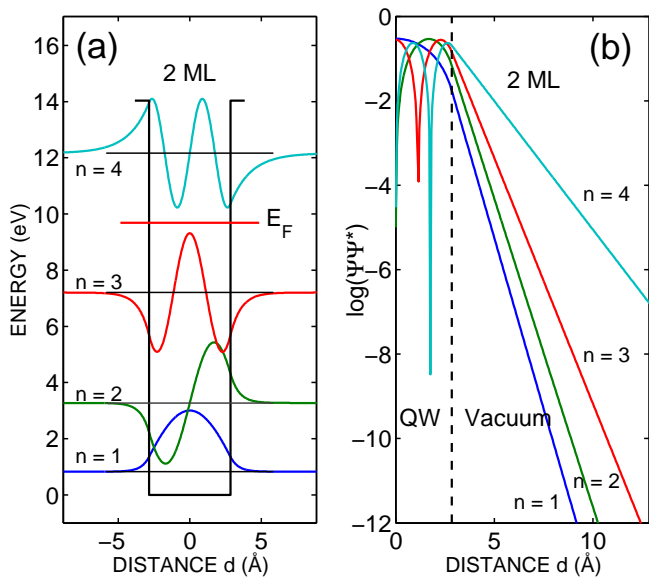 (a)
2 ML
16
14
12
10
8
6
4
2
0
n = 4
E_F
n = 3
n = 2
n = 1
−5
0
5
ENERGY (eV)
DISTANCE d (Å)
(b)
2 ML
−0
−2
−4
−6
−8
−10
−12
n = 4
n = 3
QW
Vacuum
n = 2
n = 1
0
5
10
log(ΨΨ*)
DISTANCE d (Å)